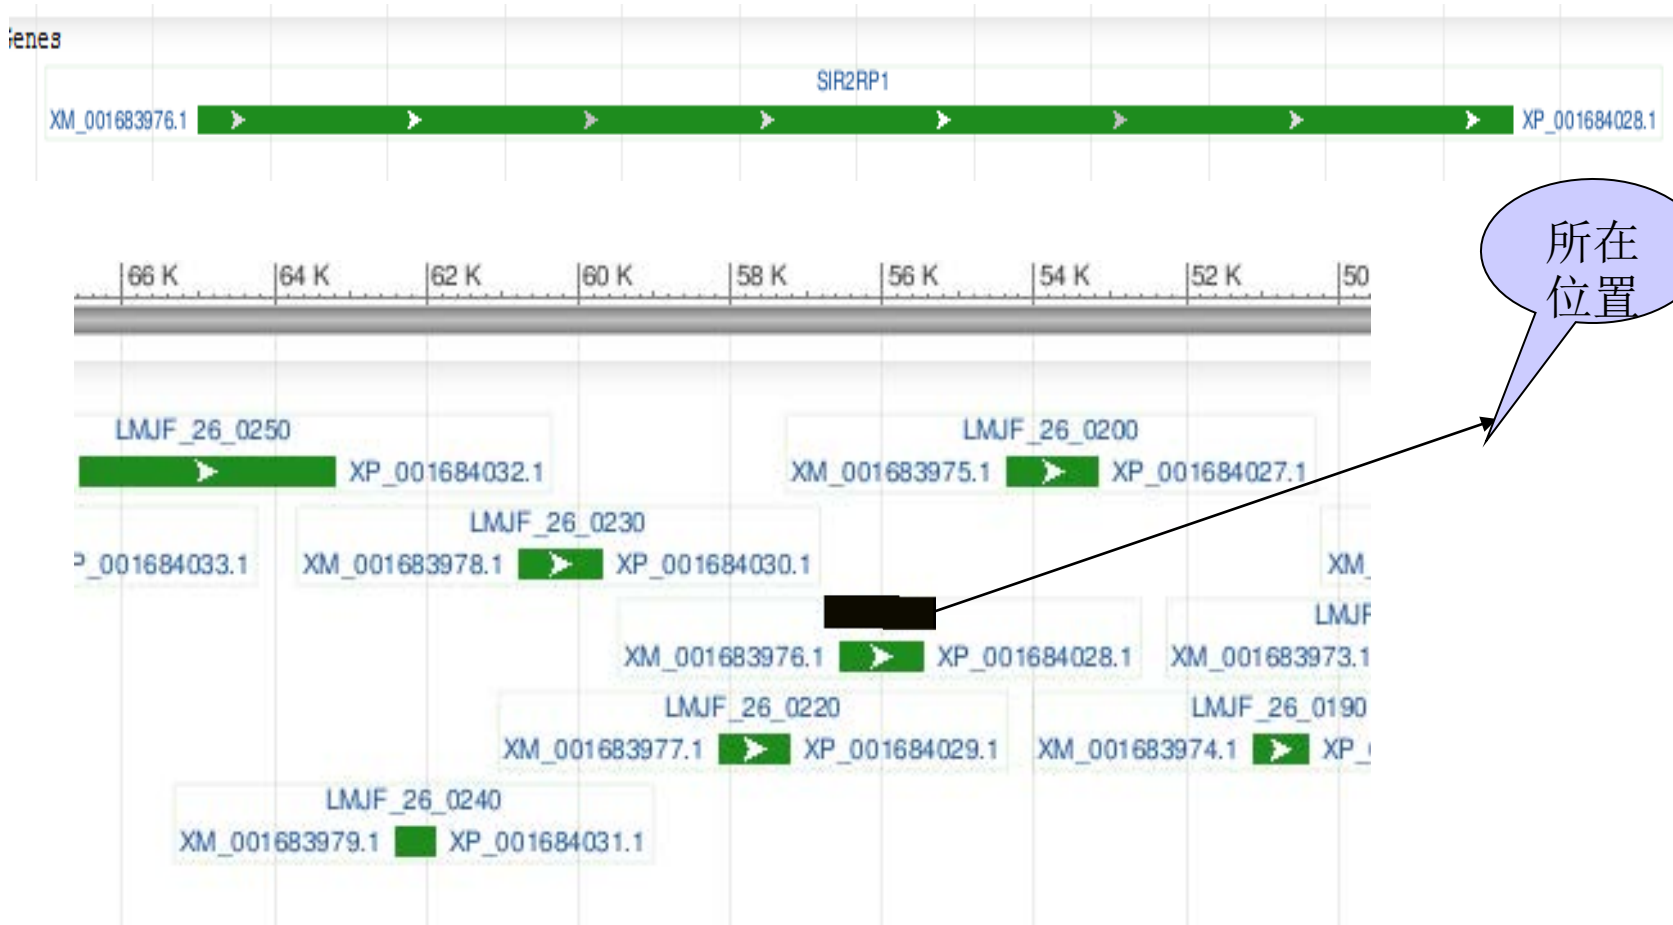 Genes
SIR2RP1
XM_001683976.1 XP_001684028.1
所在
位置
66 K 64 K 62 K 60 K 58 K 56 K 54 K 52 K 50
LMJF_26_0250 LMJF_26_0200
XP_001684032.1 XM_001683975.1 XP_001684027.1
LMJF_26_0230
P_001684033.1 XM_001683978.1 XP_001684030.1 XM_
LMJF
XM_001683976.1 XP_001684028.1 XM_001683973.1
LMJF_26_0220 LMJF_26_0190
XM_001683977.1 XP_001684029.1 XM_001683974.1 XP_
LMJF_26_0240
XM_001683979.1 XP_001684031.1